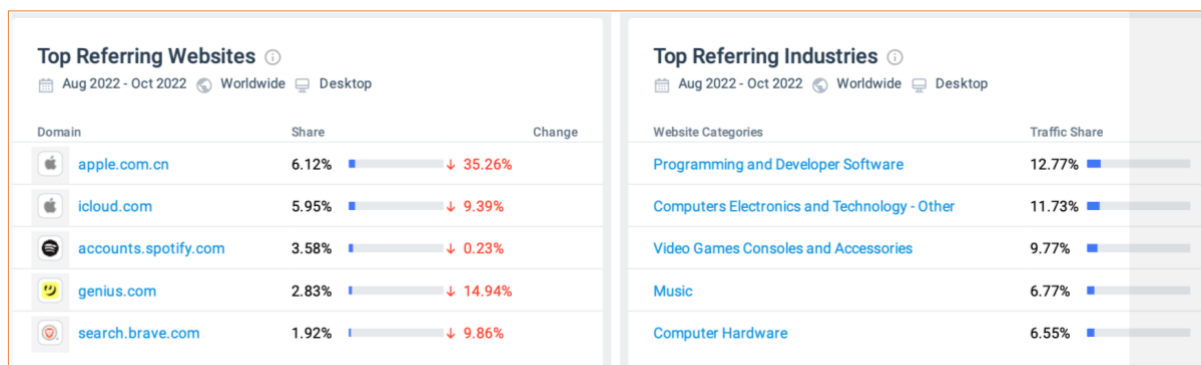 Top Referring Websites
Aug 2022 - Oct 2022 Worldwide Desktop
Domain Share Change
apple.com.cn 6.12% ↓ 35.26%
icloud.com 5.95% ↓ 9.39%
accounts.spotify.com 3.58% ↓ 0.23%
genius.com 2.83% ↓ 14.94%
search.brave.com 1.92% ↓ 9.86%
Top Referring Industries
Aug 2022 - Oct 2022 Worldwide Desktop
Website Categories Traffic Share
Programming and Developer Software 12.77%
Computers Electronics and Technology - Other 11.73%
Video Games Consoles and Accessories 9.77%
Music 6.77%
Computer Hardware 6.55%